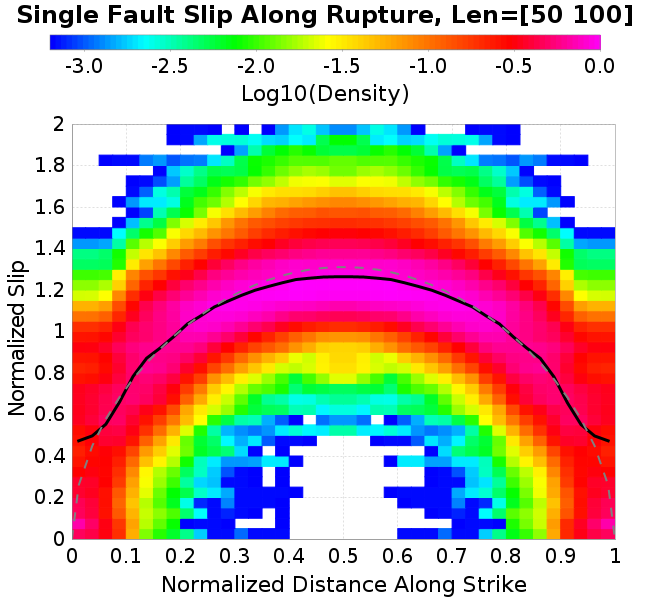 Single Fault Slip Along Rupture, Len=[50 100]
-3.0 -2.5 -2.0 -1.5 -1.0 -0.5 0.0
Log10(Density)
Normalized Slip
2
1.8
1.6
1.4
1.2
1
0.8
0.6
0.4
0.2
0
0 0.1 0.2 0.3 0.4 0.5 0.6 0.7 0.8 0.9 1
Normalized Distance Along Strike